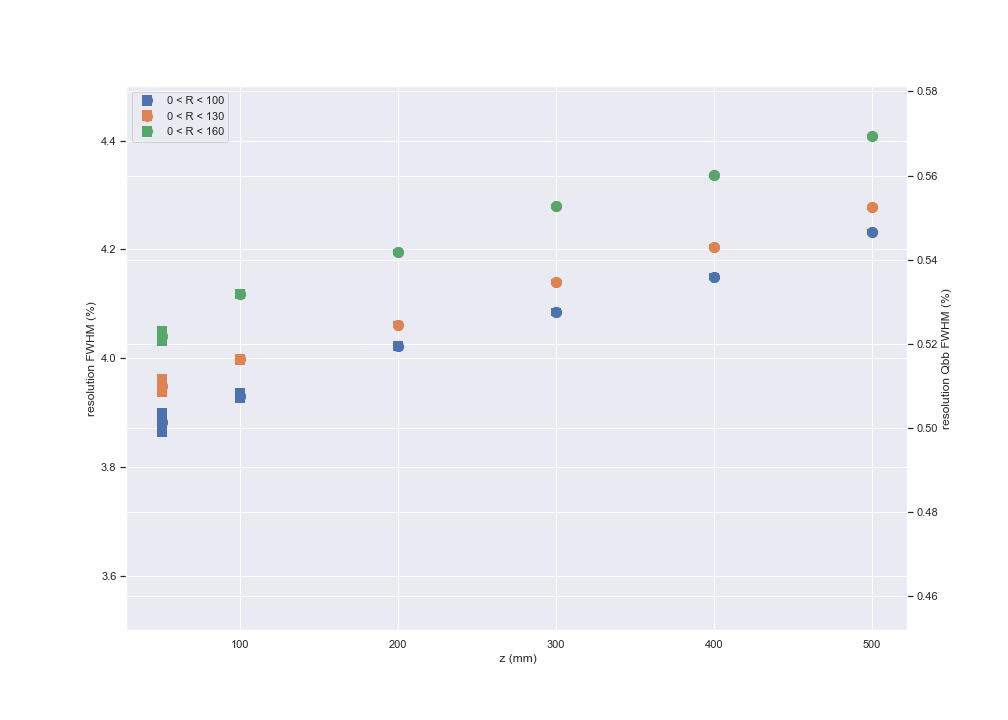 0 < R < 100
0 < R < 130
0 < R < 160
4.4
4.2
4.0
3.8
3.6
resolution FWHM (%)
0.58
0.56
0.54
0.52
0.50
0.48
0.46
resolution Qbb FWHM (%)
100
200
300
400
500
z (mm)